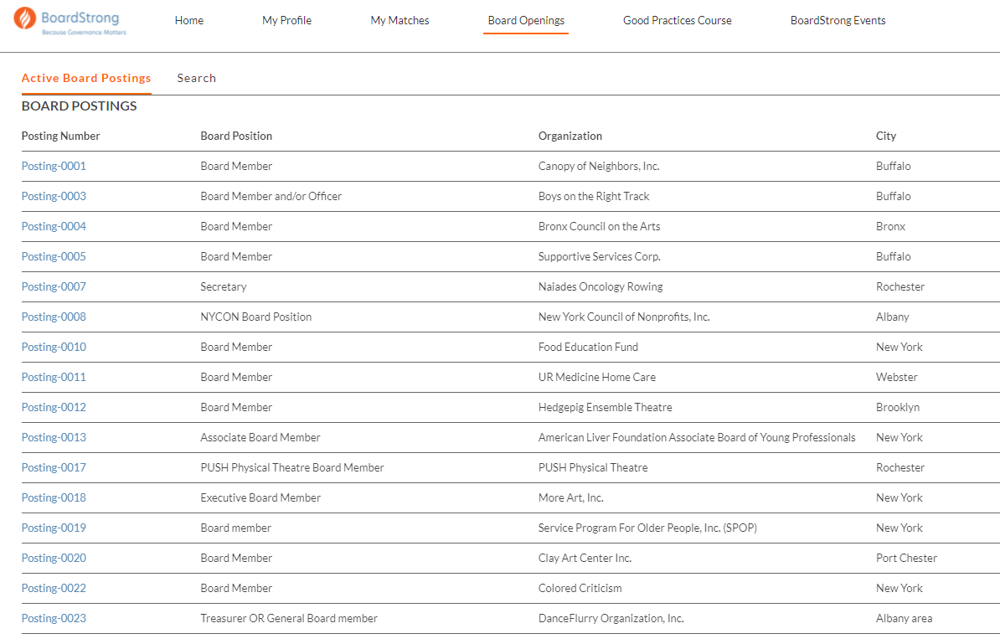 BoardStrong
Because Governance Matters
Home My Profile My Matches Board Openings Good Practices Course BoardStrong Events
Active Board Postings Search
BOARD POSTINGS
Posting Number Board Position Organization City
Posting-0001 Board Member Canopy of Neighbors, Inc. Buffalo
Posting-0003 Board Member and/or Officer Boys on the Right Track Buffalo
Posting-0004 Board Member Bronx Council on the Arts Bronx
Posting-0005 Board Member Supportive Services Corp. Buffalo
Posting-0007 Secretary Naiades Oncology Rowing Rochester
Posting-0008 NYCON Board Position New York Council of Nonprofits, Inc. Albany
Posting-0010 Board Member Food Education Fund New York
Posting-0011 Board Member UR Medicine Home Care Webster
Posting-0012 Board Member Hedgepig Ensemble Theatre Brooklyn
Posting-0013 Associate Board Member American Liver Foundation Associate Board of Young Professionals New York
Posting-0017 PUSH Physical Theatre Board Member PUSH Physical Theatre Rochester
Posting-0018 Executive Board Member More Art, Inc. New York
Posting-0019 Board member Service Program For Older People, Inc. (SPOP) New York
Posting-0020 Board Member Clay Art Center Inc. Port Chester
Posting-0022 Board Member Colored Criticism New York
Posting-0023 Treasurer OR General Board member DanceFlurry Organization, Inc. Albany area